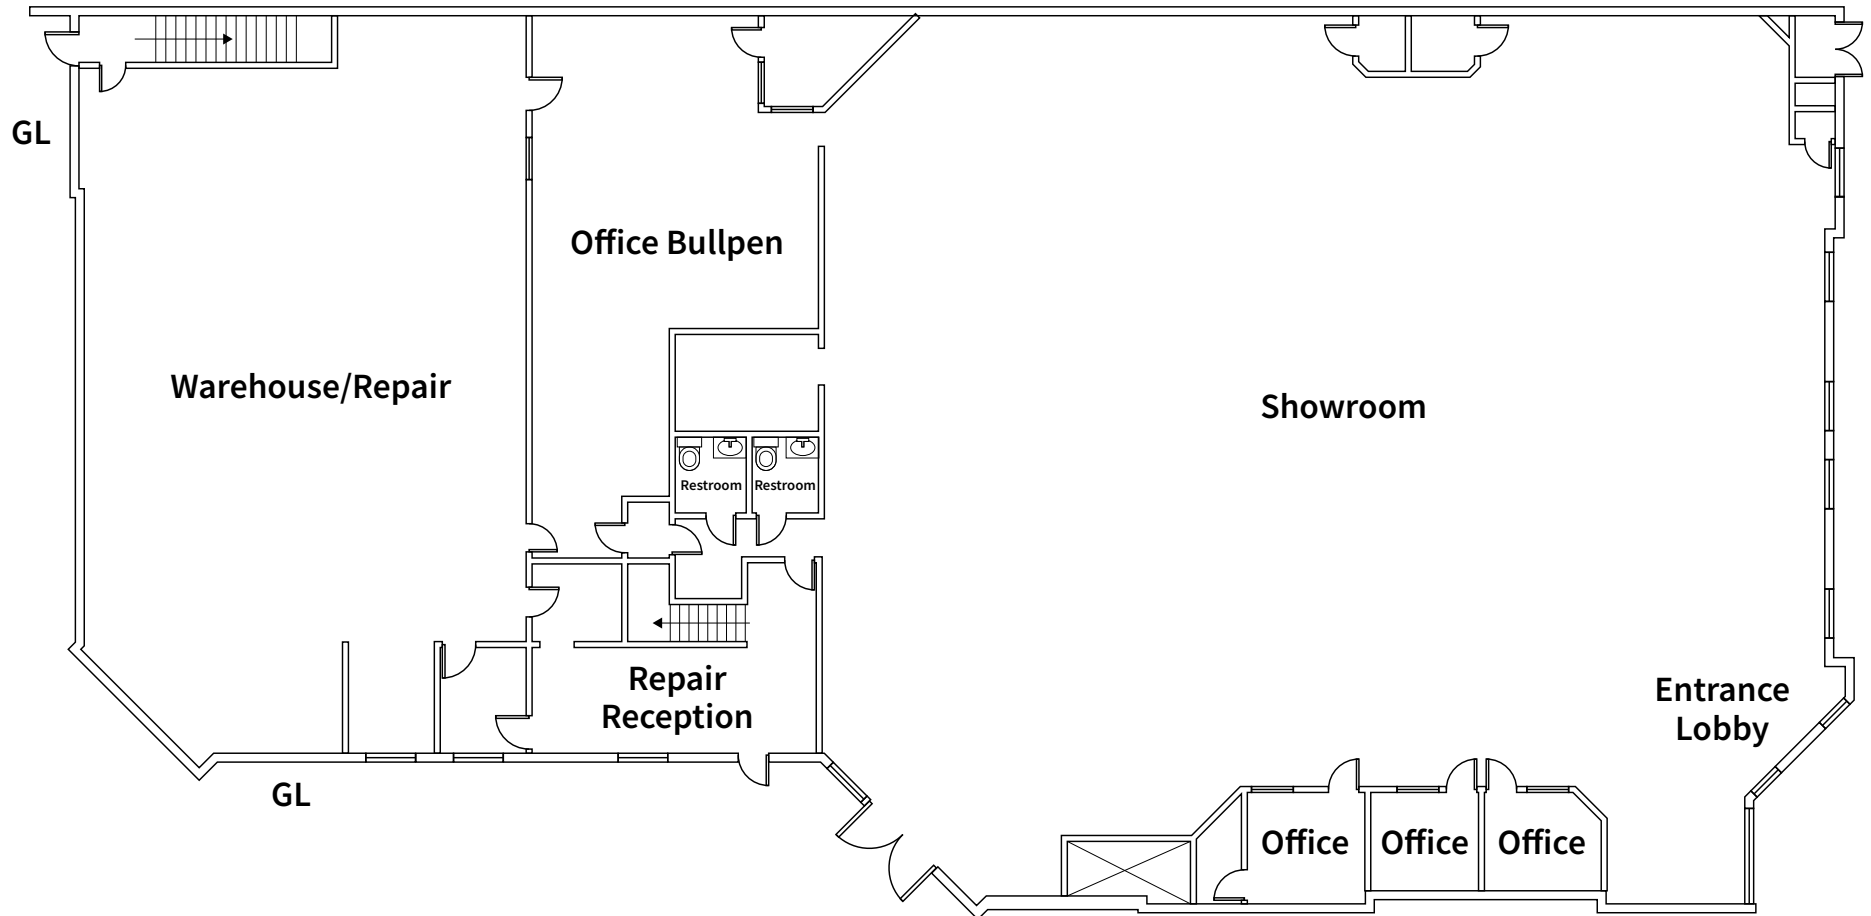 GL
Office Bullpen
Warehouse/Repair
Showroom
Restroom
Restroom
Repair
Reception
Entrance
Lobby
GL
Office
Office
Office